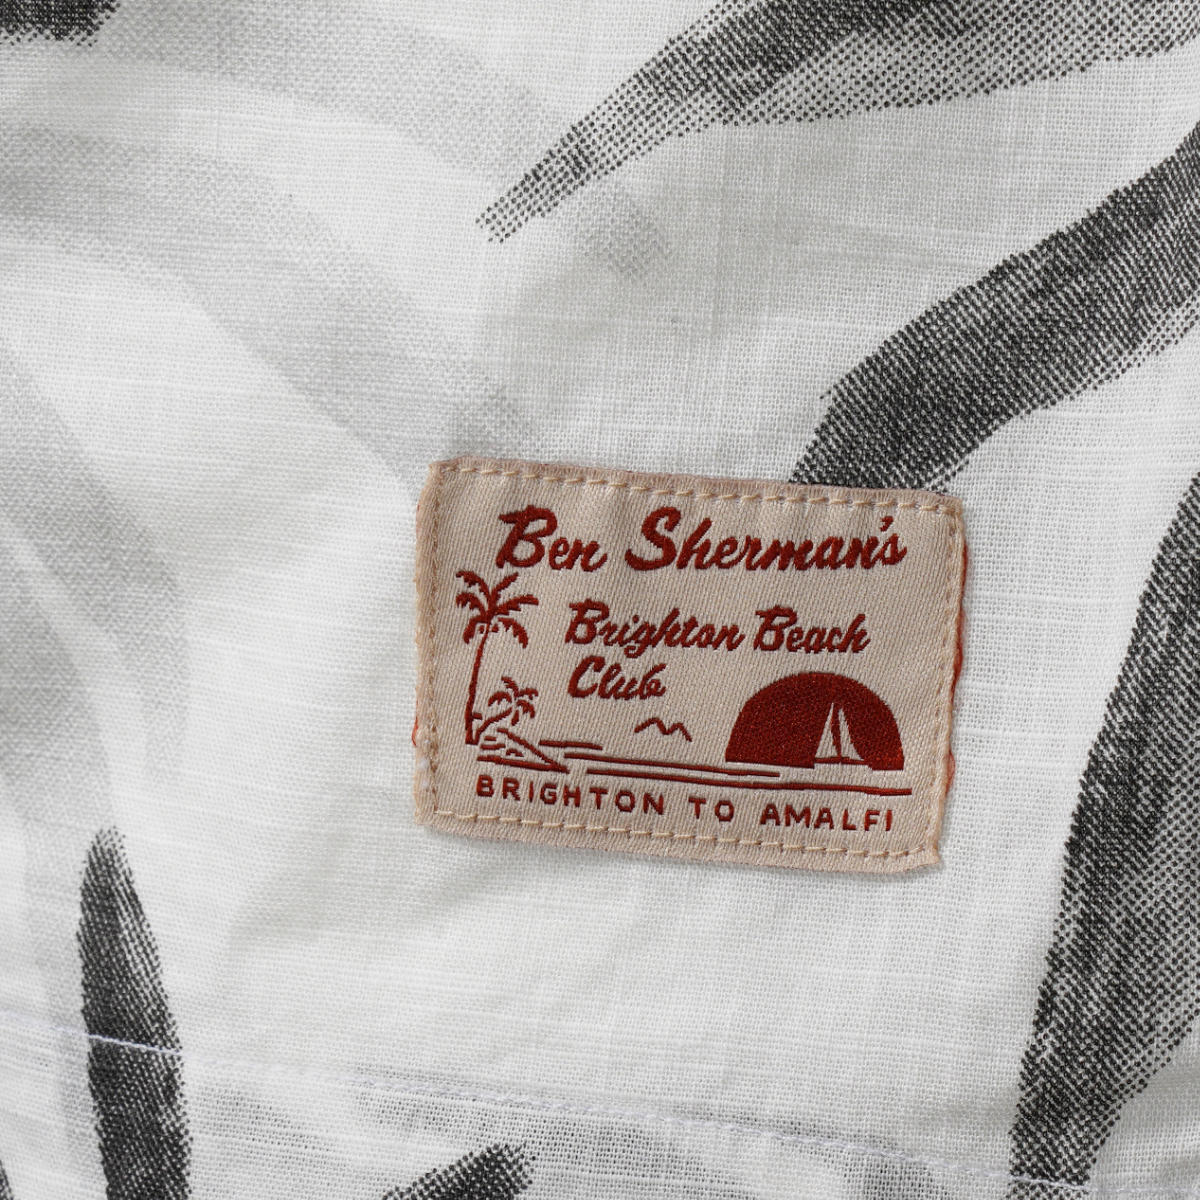 Ben Sherman's
Brighton Beach
Club
BRIGHTON TO AMALFI